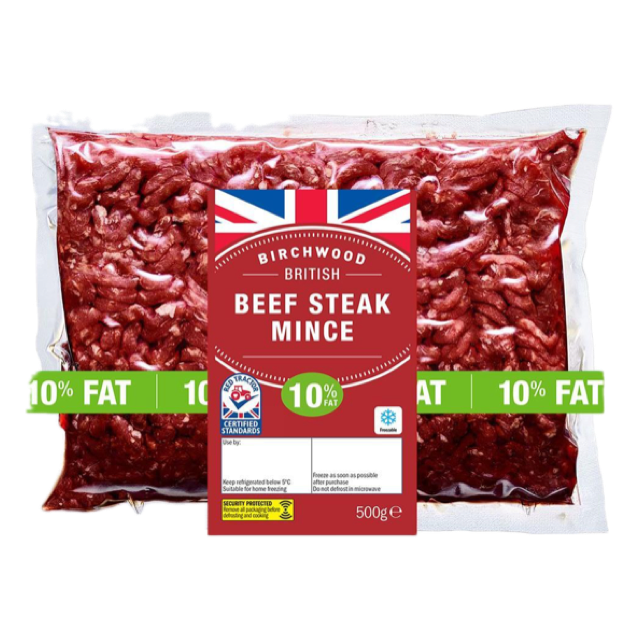 BIRCHWOOD
BRITISH
BEEF STEAK
MINCE
10% FAT
10
10%
FAT
AT
10% FAT
RED TRACTOR
CERTIFIED
STANDARDS
Freezable
Use by:
Keep refrigerated below 5°C
Suitable for home freezing
Freeze as soon as possible
after purchase
Do not defrost in microwave
SECURITY PROTECTED
Remove all packaging before
defrosting and cooking
500g e